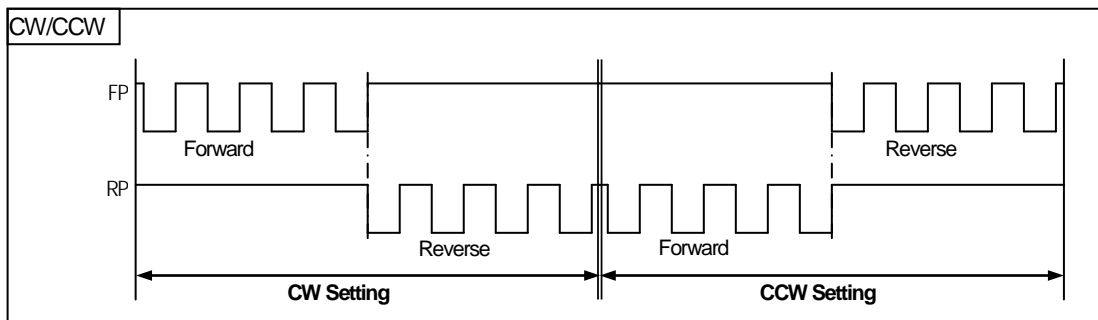 CW/CCW
FP
Forward
Reverse
RP
Reverse
Forward
CW Setting
CCW Setting